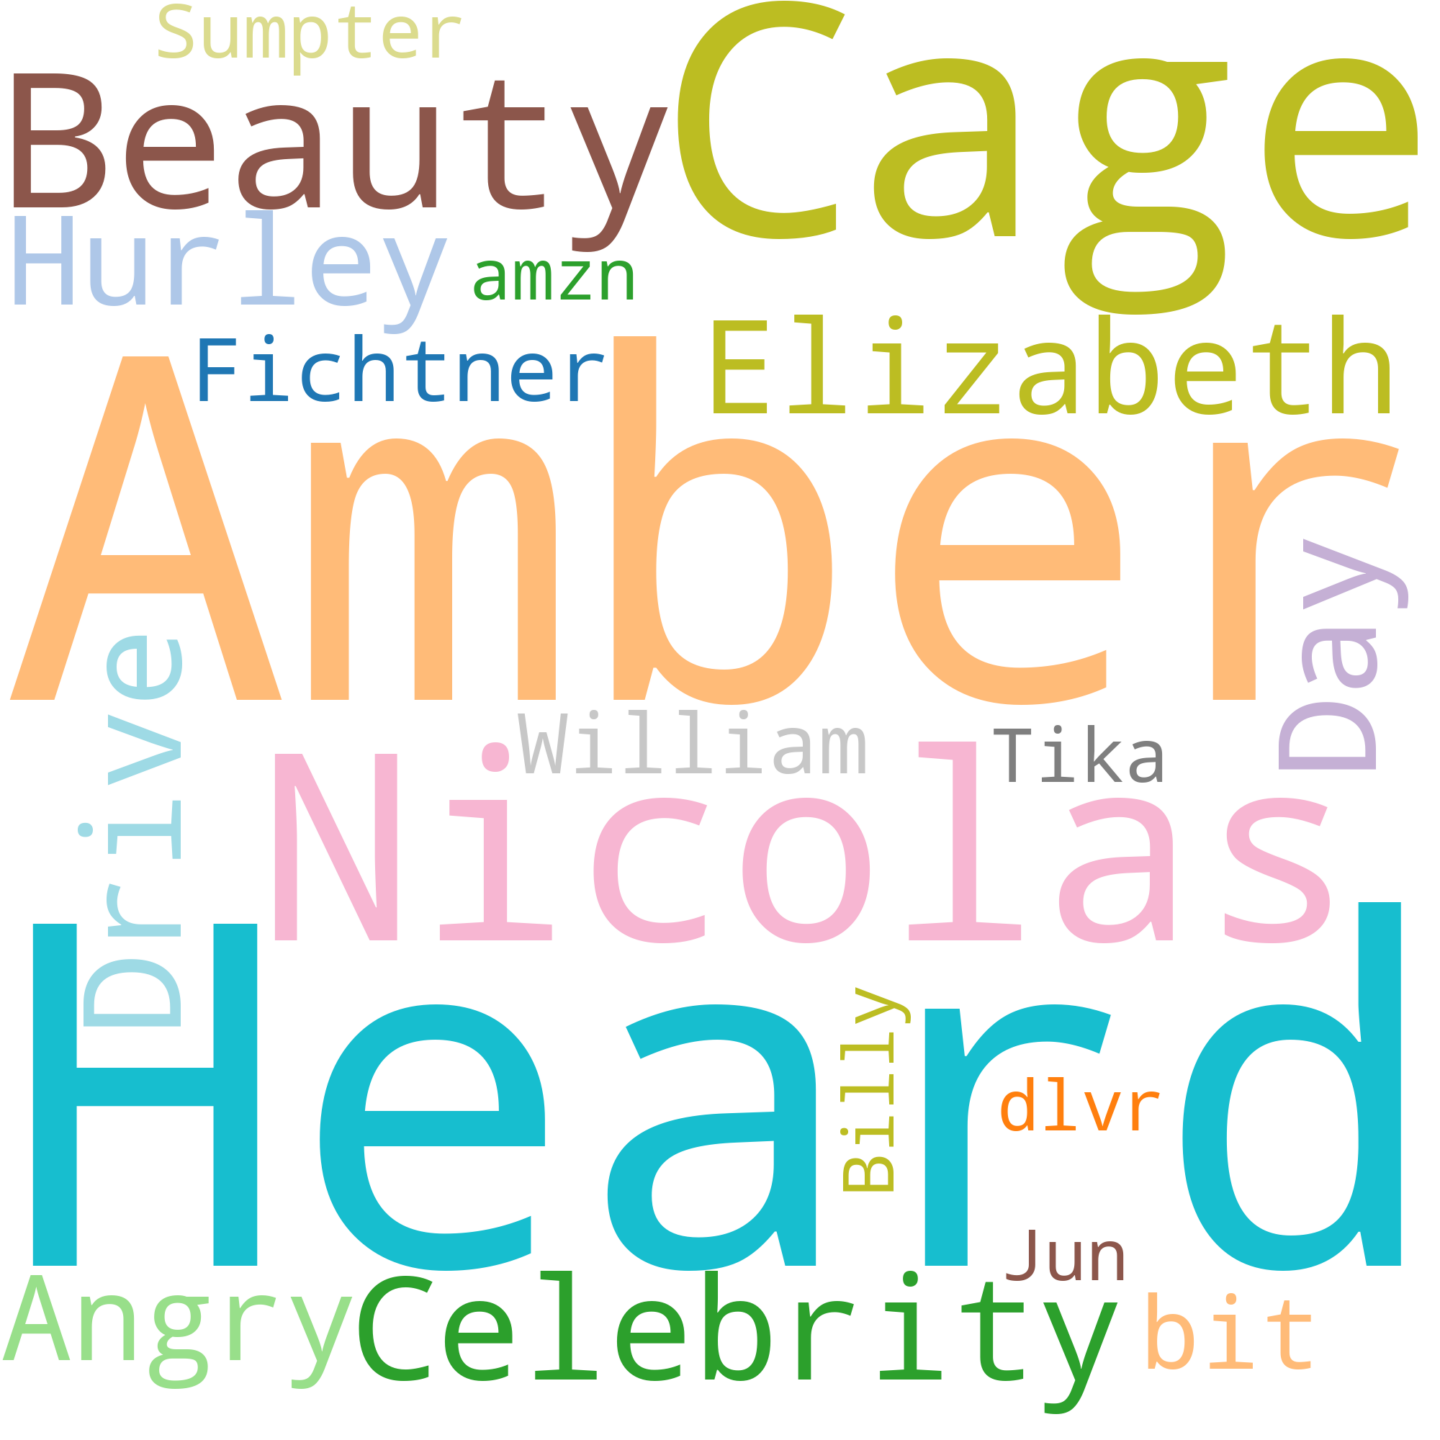 Sumpter
Cage
Beauty
Hurley
amzn
Elizabeth
Fichtner
Amber
Day
Drive
William
Tika
Nicolas
Heard
Billy
dlvr
Jun
Angry
Celebrity
bit